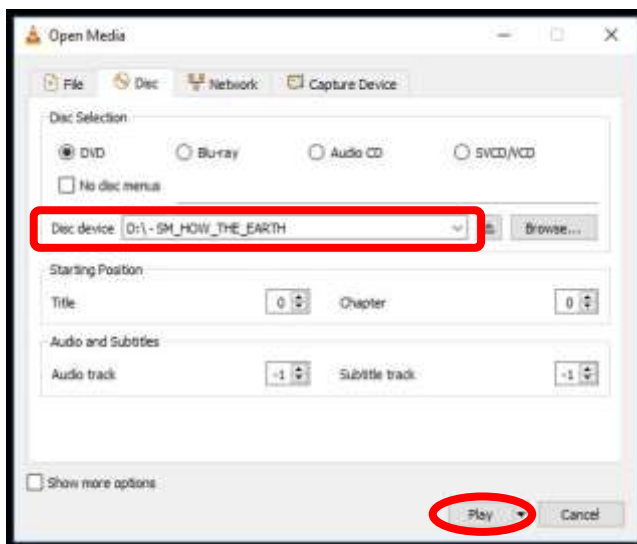 Open Media
File Disc Network Capture Device
Disc Selection
DVD Blu-ray Audio CD SVCD/VCD
No disc menus
Disc device D:\ - SM_HOW_THE_EARTH Browse...
Starting Position
Title 0 Chapter 0
Audio and Subtitles
Audio track -1 Subtitle track -1
Show more options
Play Cancel